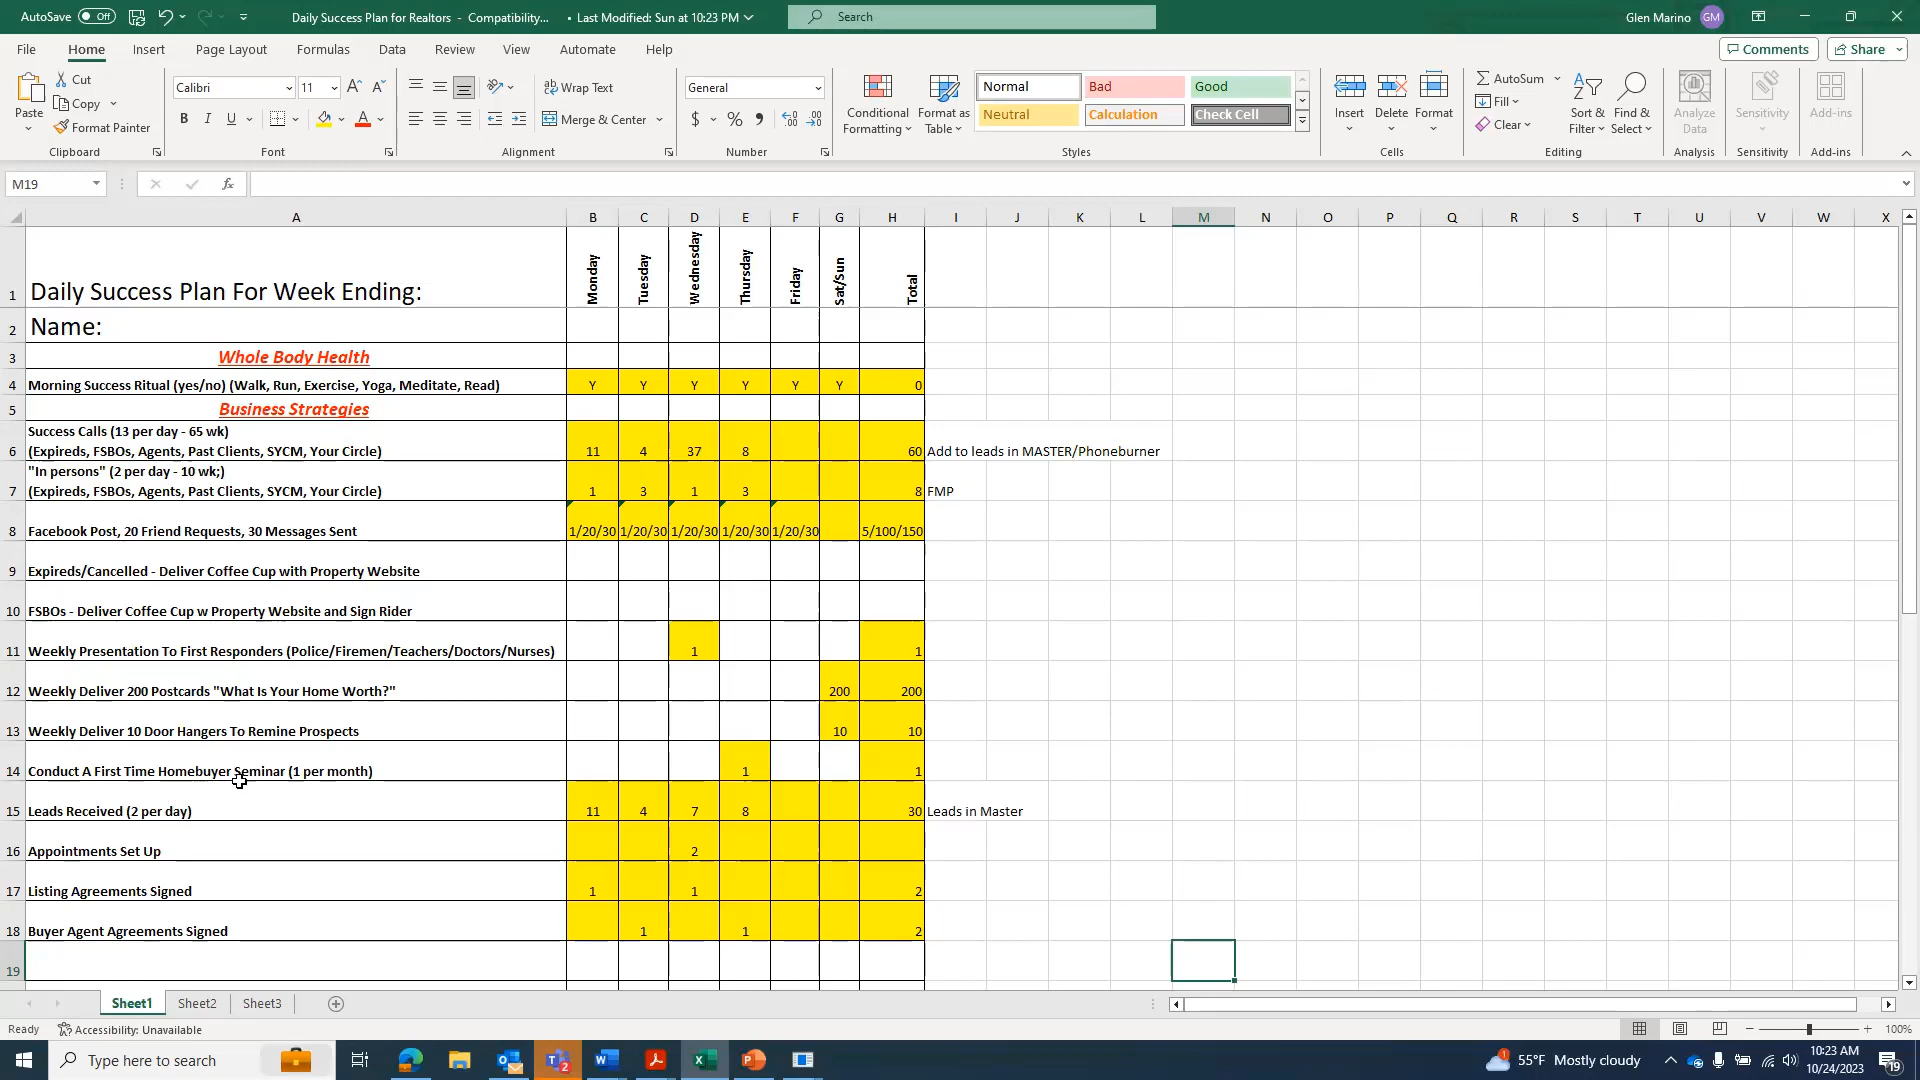 AutoSave Off Daily Success Plan for Realtors - Compatibility... • Last Modified: Sun at 10:23 PM Search Glen Marino GM
File Home Insert Page Layout Formulas Data Review View Automate Help Comments Share
Paste Cut Copy Format Painter Clipboard
Calibri 11 A A B I U A Font
Wrap Text Merge & Center Alignment
General $ % Number
Conditional Formatting Format as Table Normal Bad Good Neutral Calculation Check Cell Styles
Insert Delete Format Cells
AutoSum Fill Clear Sort & Filter Find & Select Editing
Analyze Data Analysis
Sensitivity Sensitivity
Add-ins Add-ins
M19 fx
A B C D E F G H I J K L M N O P Q R S T U V W X
1 Daily Success Plan For Week Ending: Monday Tuesday Wednesday Thursday Friday Sat/Sun Total
2 Name:
3 Whole Body Health
4 Morning Success Ritual (yes/no) (Walk, Run, Exercise, Yoga, Meditate, Read) Y Y Y Y Y Y 0
5 Business Strategies
Success Calls (13 per day - 65 wk)
6 (Expireds, FSBOs, Agents, Past Clients, SYCM, Your Circle) 11 4 37 8 60 Add to leads in MASTER/Phoneburner
"In persons" (2 per day - 10 wk;)
7 (Expireds, FSBOs, Agents, Past Clients, SYCM, Your Circle) 1 3 1 3 8 FMP
8 Facebook Post, 20 Friend Requests, 30 Messages Sent 1/20/30 1/20/30 1/20/30 1/20/30 1/20/30 5/100/150
9 Expireds/Cancelled - Deliver Coffee Cup with Property Website
10 FSBOs - Deliver Coffee Cup w Property Website and Sign Rider
11 Weekly Presentation To First Responders (Police/Firemen/Teachers/Doctors/Nurses) 1 1
12 Weekly Deliver 200 Postcards "What Is Your Home Worth?" 200 200
13 Weekly Deliver 10 Door Hangers To Remine Prospects 10 10
14 Conduct A First Time Homebuyer Seminar (1 per month) 1 1
15 Leads Received (2 per day) 11 4 7 8 30 Leads in Master
16 Appointments Set Up 2
17 Listing Agreements Signed 1 1 2
18 Buyer Agent Agreements Signed 1 1 2
19
Sheet1 Sheet2 Sheet3
Ready Accessibility: Unavailable 100%
Type here to search 55°F Mostly cloudy 10:23 AM
10/24/2023 19